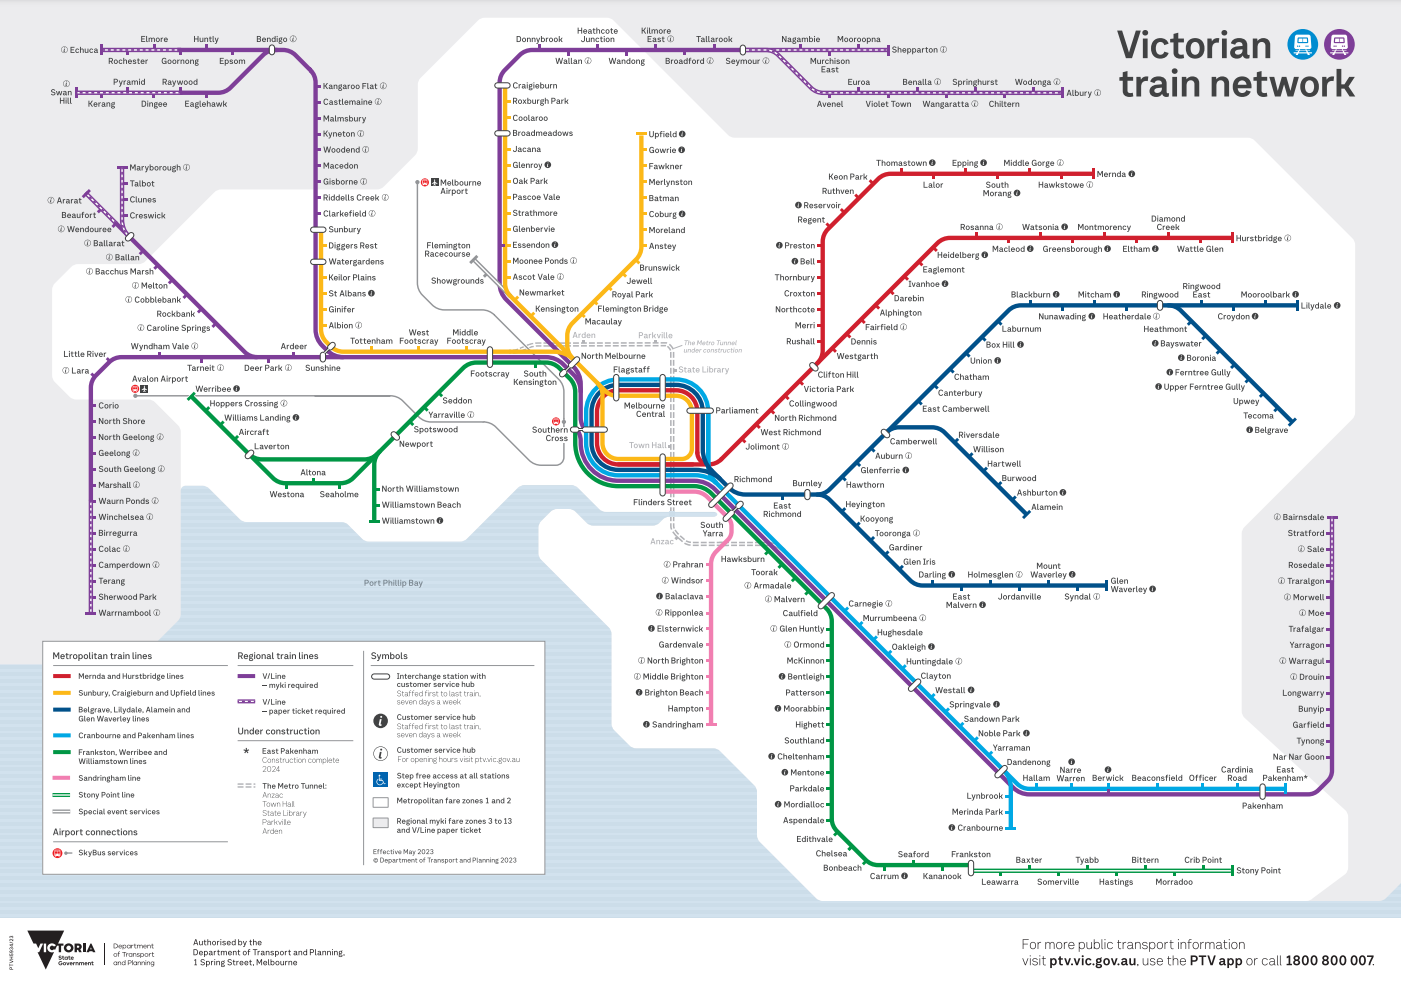 Victorian
train network
Echuca
Elmore
Huntly
Bendigo
Rochester
Goornong
Epsom
Swan
Hill
Pyramid
Raywood
Kerang
Dingee
Eaglehawk
Kangaroo Flat
Castlemaine
Malmsbury
Kyneton
Woodend
Macedon
Gisborne
Riddells Creek
Clarkefield
Sunbury
Diggers Rest
Watergardens
Keilor Plains
St Albans
Ginifer
Albion
Sunshine
Maryborough
Talbot
Clunes
Creswick
Ararat
Beaufort
Wendouree
Ballarat
Ballan
Bacchus Marsh
Melton
Cobblebank
Rockbank
Caroline Springs
Ardeer
Deer Park
Tarneit
Wyndham Vale
Little River
Lara
Corio
North Shore
North Geelong
Geelong
South Geelong
Marshall
Waurn Ponds
Winchelsea
Birregurra
Colac
Camperdown
Terang
Sherwood Park
Warrnambool
Avalon Airport
Werribee
Hoppers Crossing
Williams Landing
Aircraft
Laverton
Altona
Westona
Seaholme
Newport
Spotswood
Yarraville
Seddon
North Williamstown
Williamstown Beach
Williamstown
Footscray
South
Kensington
Tottenham
West
Footscray
Middle
Footscray
Donnybrook
Heathcote
Junction
Kilmore
East
Tallarook
Wallan
Wandong
Broadford
Seymour
Nagambie
Mooroopna
Shepparton
Murchison
East
Euroa
Benalla
Springhurst
Wodonga
Albury
Avenel
Violet Town
Wangaratta
Chiltern
Craigieburn
Roxburgh Park
Coolaroo
Broadmeadows
Jacana
Glenroy
Oak Park
Pascoe Vale
Strathmore
Glenbervie
Essendon
Moonee Ponds
Ascot Vale
Newmarket
Kensington
Melbourne
Airport
Flemington
Racecourse
Showgrounds
Upfield
Gowrie
Fawkner
Merlynston
Batman
Coburg
Moreland
Anstey
Brunswick
Jewell
Royal Park
Flemington Bridge
Macaulay
North Melbourne
Arden
Parkville
The Metro Tunnel
under construction
State Library
Town Hall
Anzac
Flagstaff
Melbourne
Central
Parliament
Southern
Cross
Flinders Street
Richmond
South
Yarra
Thomastown
Epping
Middle Gorge
Mernda
Keon Park
Lalor
South
Morang
Hawkstowe
Ruthven
Reservoir
Regent
Preston
Bell
Thornbury
Croxton
Northcote
Merri
Rushall
Rosanna
Watsonia
Montmorency
Diamond
Creek
Hurstbridge
Macleod
Greensborough
Eltham
Wattle Glen
Heidelberg
Eaglemont
Ivanhoe
Darebin
Alphington
Fairfield
Dennis
Westgarth
Clifton Hill
Victoria Park
Collingwood
North Richmond
West Richmond
Jolimont
Blackburn
Mitcham
Ringwood
Ringwood
East
Mooroolbark
Lilydale
Nunawading
Heatherdale
Croydon
Laburnum
Box Hill
Union
Chatham
Canterbury
East Camberwell
Camberwell
Auburn
Glenferrie
Hawthorn
Burnley
East
Richmond
Heathmont
Bayswater
Boronia
Ferntree Gully
Upper Ferntree Gully
Upwey
Tecoma
Belgrave
Riversdale
Willison
Hartwell
Burwood
Ashburton
Alamein
Heyington
Kooyong
Tooronga
Gardiner
Glen Iris
Darling
Holmesglen
Mount
Waverley
Glen
Waverley
East
Malvern
Jordanville
Syndal
Prahran
Windsor
Balaclava
Ripponlea
Elsternwick
Gardenvale
North Brighton
Middle Brighton
Brighton Beach
Hampton
Sandringham
Hawksburn
Toorak
Armadale
Malvern
Caulfield
Glen Huntly
Ormond
McKinnon
Bentleigh
Patterson
Moorabbin
Highett
Southland
Cheltenham
Mentone
Parkdale
Mordialloc
Aspendale
Edithvale
Chelsea
Bonbeach
Carrum
Seaford
Kananook
Frankston
Leawarra
Baxter
Somerville
Tyabb
Hastings
Bittern
Morradoo
Crib Point
Stony Point
Carnegie
Murrumbeena
Hughesdale
Oakleigh
Huntingdale
Clayton
Westall
Springvale
Sandown Park
Noble Park
Yarraman
Dandenong
Lynbrook
Merinda Park
Cranbourne
Hallam
Narre
Warren
Berwick
Beaconsfield
Officer
Cardinia
Road
East
Pakenham*
Pakenham
Bairnsdale
Stratford
Sale
Rosedale
Traralgon
Morwell
Moe
Trafalgar
Yarragon
Warragul
Drouin
Longwarry
Bunyip
Garfield
Tynong
Nar Nar Goon
Port Phillip Bay
Metropolitan train lines
Mernda and Hurstbridge lines
Sunbury, Craigieburn and Upfield lines
Belgrave, Lilydale, Alamein and
Glen Waverley lines
Cranbourne and Pakenham lines
Frankston, Werribee and
Williamstown lines
Sandringham line
Stony Point line
Special event services
Airport connections
SkyBus services
Regional train lines
V/Line
– myki required
V/Line
– paper ticket required
Under construction
* East Pakenham
Construction complete
2024
The Metro Tunnel:
Anzac
Town Hall
State Library
Parkville
Arden
Symbols
Interchange station with
customer service hub
Staffed first to last train,
seven days a week
Customer service hub
Staffed first to last train,
seven days a week
Customer service hub
For opening hours visit ptv.vic.gov.au
Step free access at all stations
except Heyington
Metropolitan fare zones 1 and 2
Regional myki fare zones 3 to 13
and V/Line paper ticket
Effective May 2023
© Department of Transport and Planning 2023
VICTORIA
State
Government
Department
of Transport
and Planning
Authorised by the
Department of Transport and Planning,
1 Spring Street, Melbourne
For more public transport information
visit ptv.vic.gov.au, use the PTV app or call 1800 800 007.